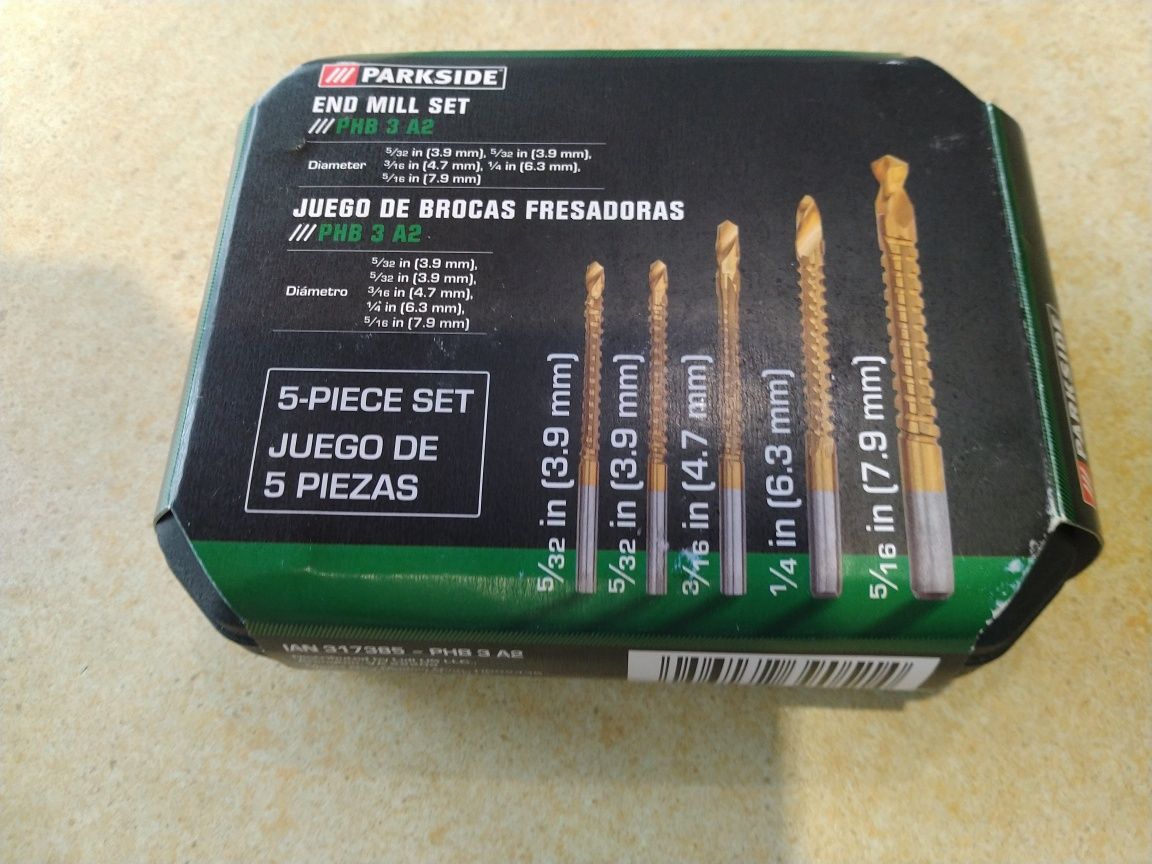 /// PARKSIDE
END MILL SET
/// PHB 3 A2
Diameter
5/32 in (3.9 mm), 5/32 in (3.9 mm),
3/16 in (4.7 mm), 1/4 in (6.3 mm),
5/16 in (7.9 mm)
JUEGO DE BROCAS FRESADORAS
/// PHB 3 A2
Diámetro
5/32 in (3.9 mm),
5/32 in (3.9 mm),
3/16 in (4.7 mm),
1/4 in (6.3 mm),
5/16 in (7.9 mm)
5-PIECE SET
JUEGO DE
5 PIEZAS
5/32 in (3.9 mm)
5/32 in (3.9 mm)
3/16 in (4.7 mm)
1/4 in (6.3 mm)
5/16 in (7.9 mm)
IAN 317385 - PHB 3 A2
Distributed by Lidl US LLC,
/// PARKSIDE